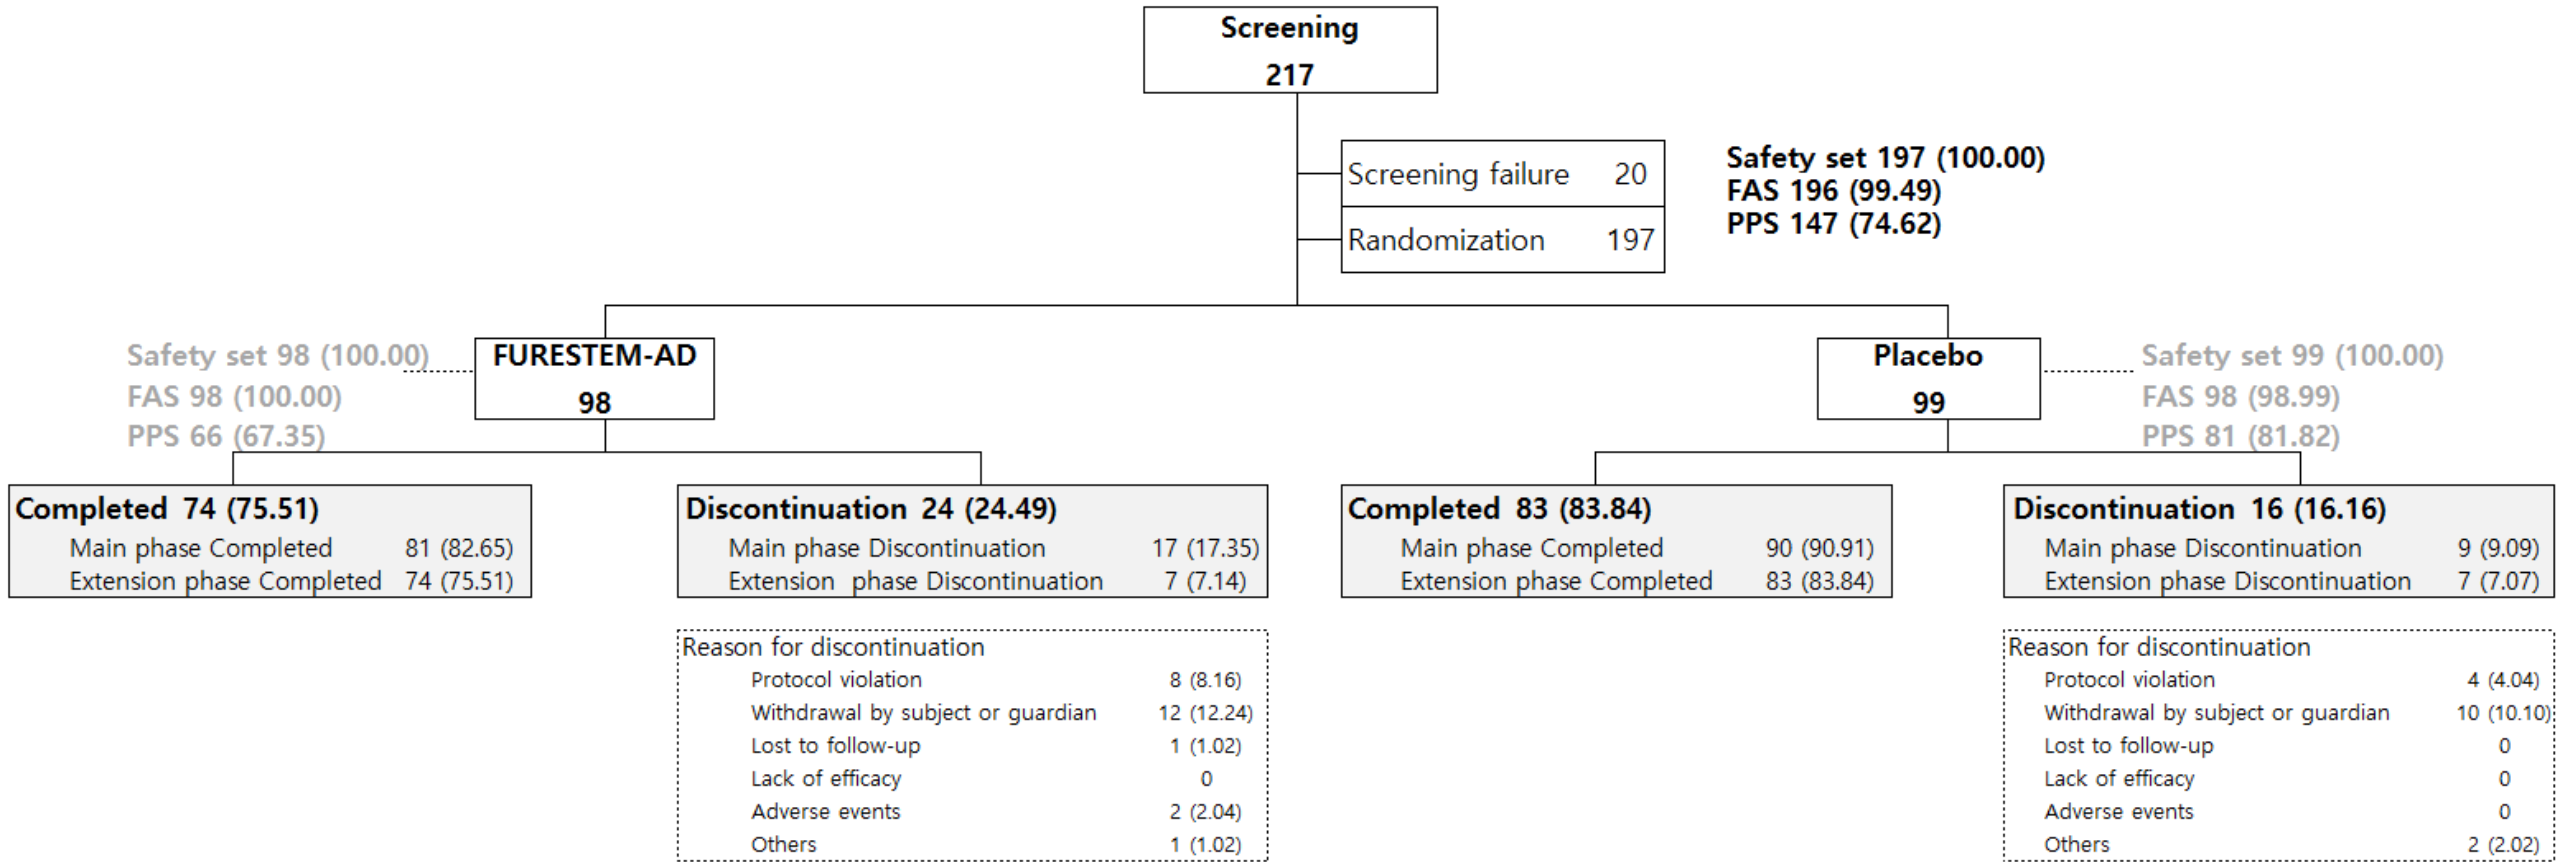 Screening
217
Screening failure 20
Randomization 197
Safety set 197 (100.00)
FAS 196 (99.49)
PPS 147 (74.62)
Safety set 98 (100.00)
FAS 98 (100.00)
PPS 66 (67.35)
FURESTEM-AD
98
Placebo
99
Safety set 99 (100.00)
FAS 98 (98.99)
PPS 81 (81.82)
Completed 74 (75.51)
Main phase Completed 81 (82.65)
Extension phase Completed 74 (75.51)
Discontinuation 24 (24.49)
Main phase Discontinuation 17 (17.35)
Extension phase Discontinuation 7 (7.14)
Completed 83 (83.84)
Main phase Completed 90 (90.91)
Extension phase Completed 83 (83.84)
Discontinuation 16 (16.16)
Main phase Discontinuation 9 (9.09)
Extension phase Discontinuation 7 (7.07)
Reason for discontinuation
Protocol violation 8 (8.16)
Withdrawal by subject or guardian 12 (12.24)
Lost to follow-up 1 (1.02)
Lack of efficacy 0
Adverse events 2 (2.04)
Others 1 (1.02)
Reason for discontinuation
Protocol violation 4 (4.04)
Withdrawal by subject or guardian 10 (10.10)
Lost to follow-up 0
Lack of efficacy 0
Adverse events 0
Others 2 (2.02)